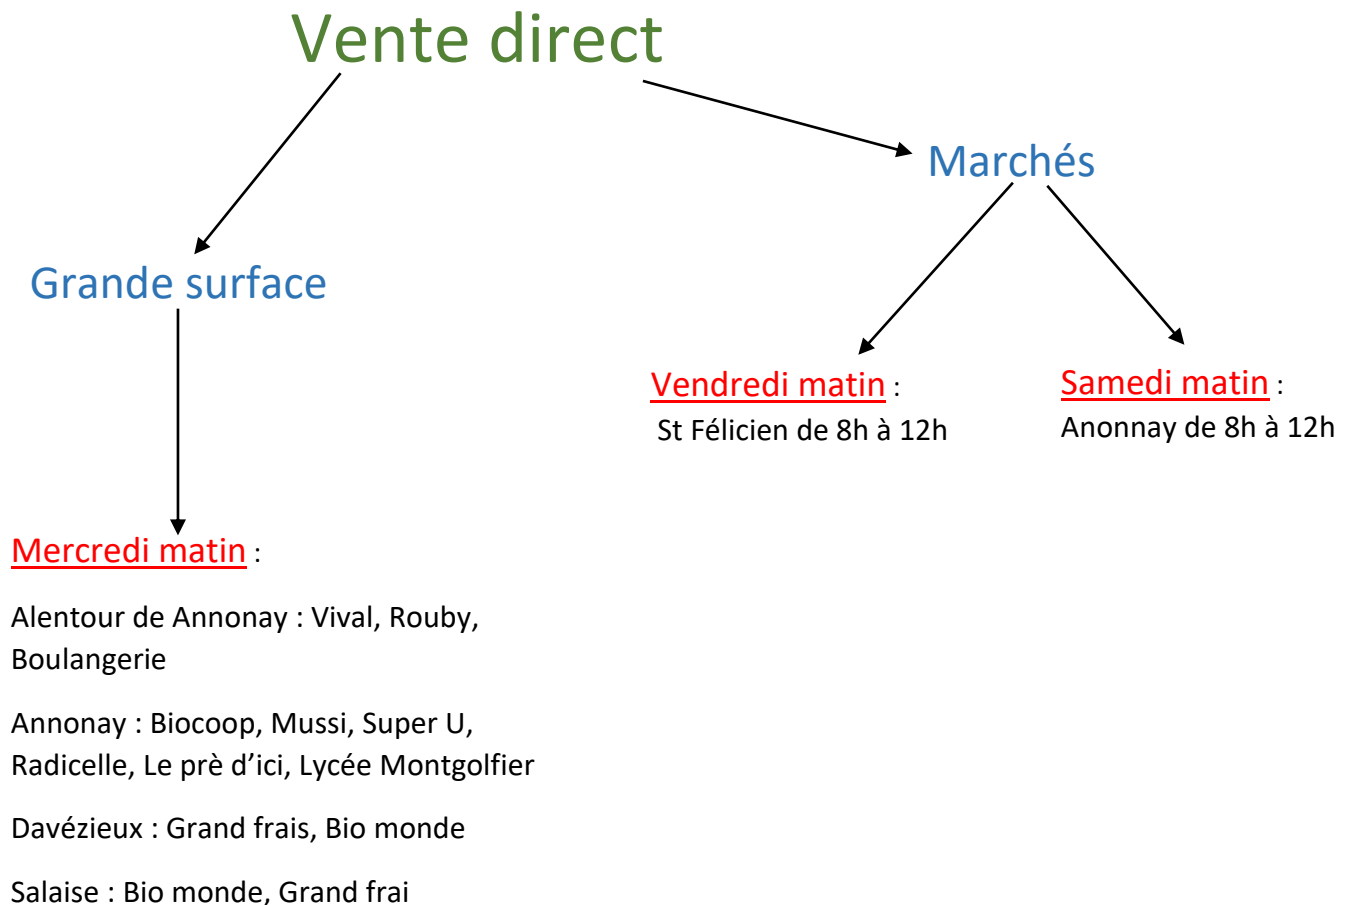 Vente direct
Marchés
Grande surface
Vendredi matin :
St Félicien de 8h à 12h
Samedi matin :
Anonnay de 8h à 12h
Mercredi matin :
Alentour de Annonay : Vival, Rouby,
Boulangerie
Annonay : Biocoop, Mussi, Super U,
Radicelle, Le prè d’ici, Lycée Montgolfier
Davézieux : Grand frais, Bio monde
Salaise : Bio monde, Grand frai